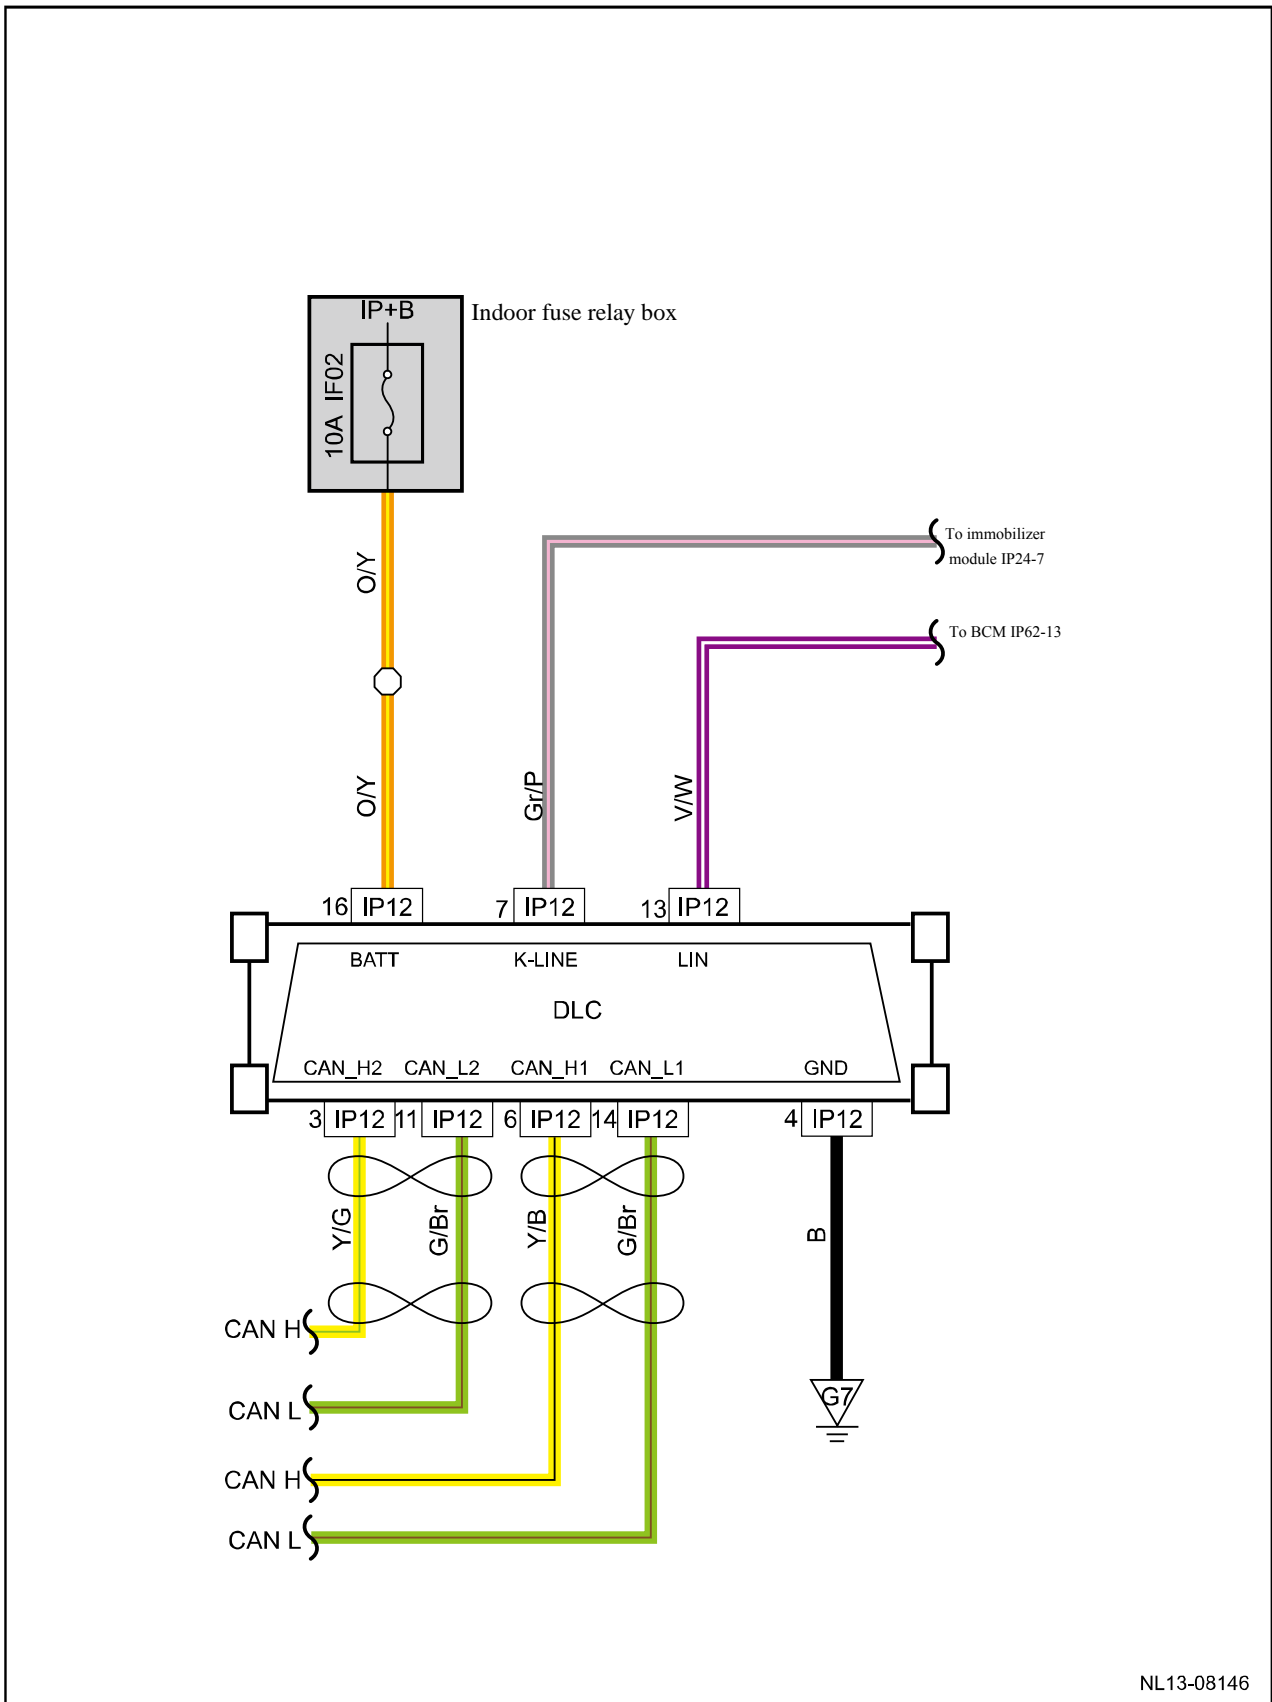 IP+B
Indoor fuse relay box
10A IF02
O/Y
To immobilizer
module IP24-7
To BCM IP62-13
O/Y
Gr/P
V/W
16 IP12
7 IP12
13 IP12
BATT
K-LINE
LIN
DLC
CAN_H2
CAN_L2
CAN_H1
CAN_L1
GND
3 IP12
11 IP12
6 IP12
14 IP12
4 IP12
Y/G
G/Br
Y/B
G/Br
B
CAN H
CAN L
CAN H
CAN L
G7
NL13-08146